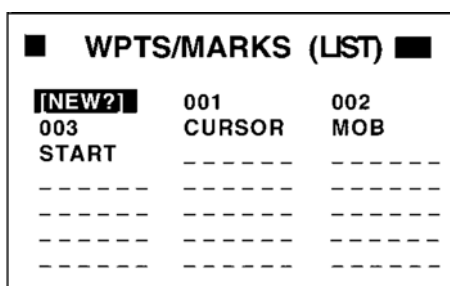 WPTS/MARKS (LIST)
[NEW?] 001 002
003 CURSOR MOB
START _ _ _ _ _ _ _ _ _ _ _ _
_ _ _ _ _ _ _ _ _ _ _ _ _ _ _ _ _ _
_ _ _ _ _ _ _ _ _ _ _ _ _ _ _ _ _ _
_ _ _ _ _ _ _ _ _ _ _ _ _ _ _ _ _ _
_ _ _ _ _ _ _ _ _ _ _ _ _ _ _ _ _ _